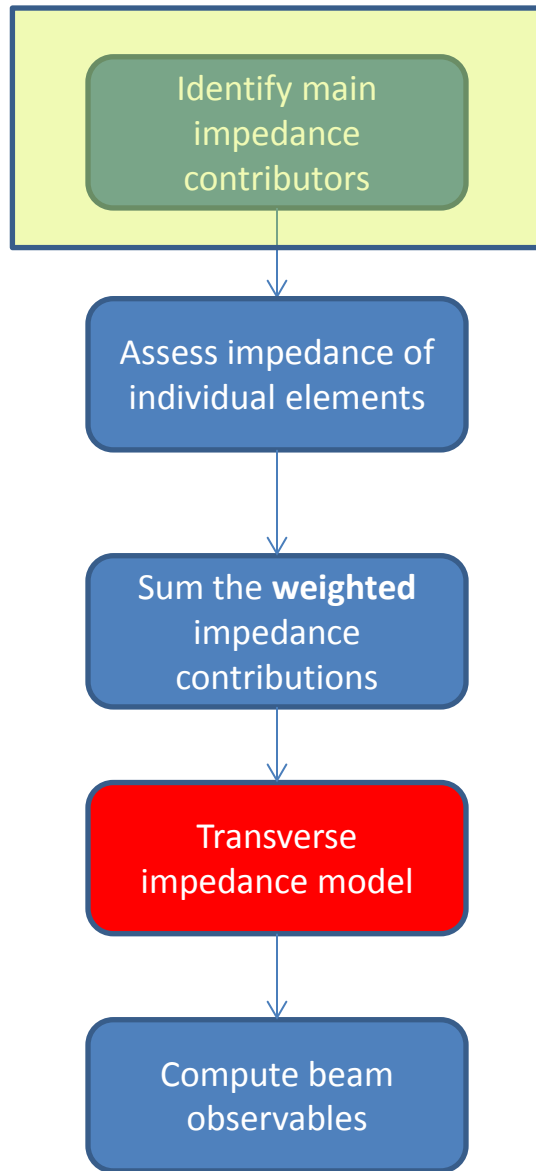 Identify main
impedance
contributors
Assess impedance of
individual elements
Sum the weighted
impedance
contributions
Transverse
impedance model
Compute beam
observables